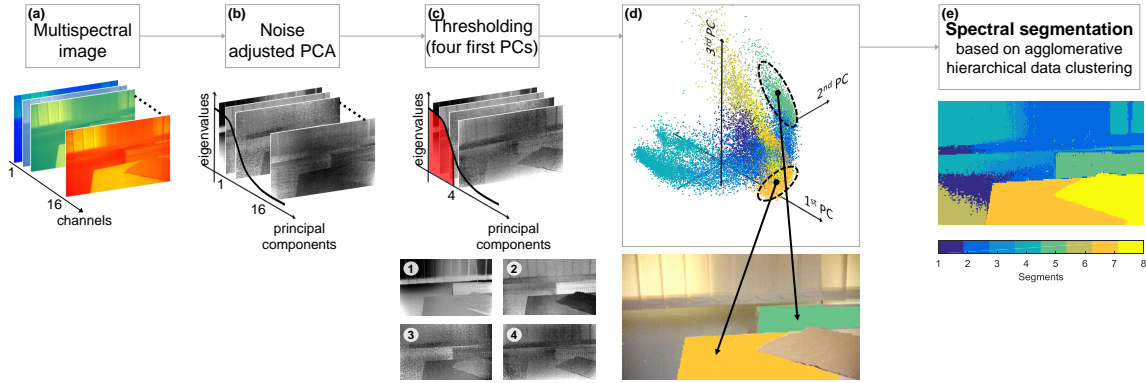 (a)
Multispectral
image
1
16
channels
(b)
Noise
adjusted PCA
eigenvalues
1
16
principal
components
(c)
Thresholding
(four first PCs)
eigenvalues
4
principal
components
1
2
3
4
(d)
3rd PC
2nd PC
1st PC
(e)
Spectral segmentation
based on agglomerative
hierarchical data clustering
1 2 3 4 5 6 7 8
Segments